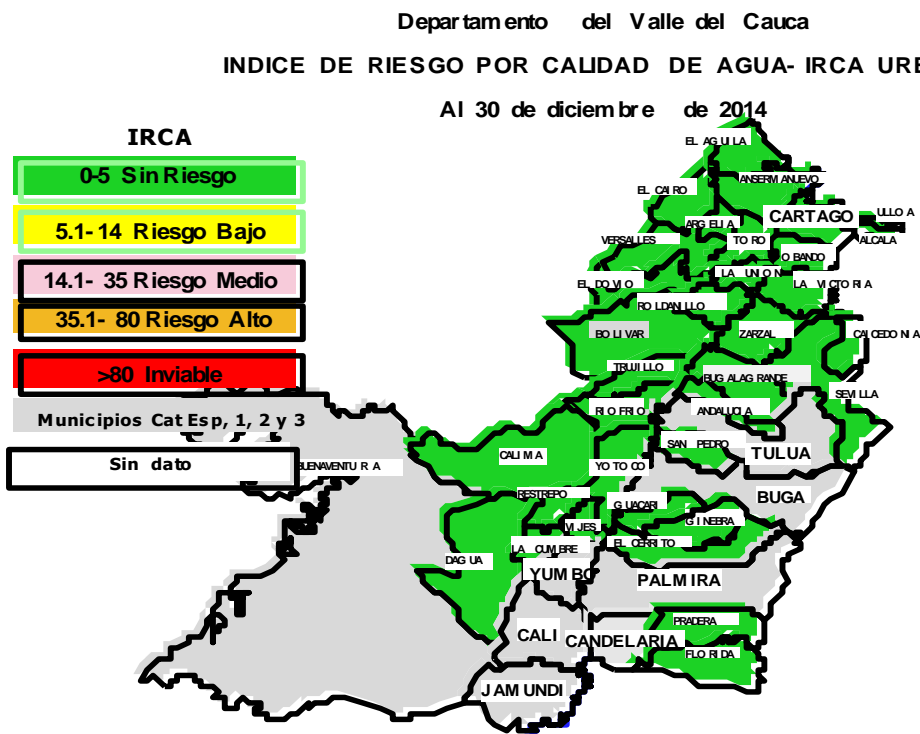 Departamento del Valle del Cauca
INDICE DE RIESGO POR CALIDAD DE AGUA- IRCA URB
Al 30 de diciembre de 2014
IRCA
0-5 Sin Riesgo
5.1- 14 Riesgo Bajo
14.1- 35 Riesgo Medio
35.1- 80 Riesgo Alto
>80 Inviable
Municipios Cat Esp, 1, 2 y 3
Sin dato
EL AGUILA
ANSERMANUEVO
EL CAIRO
CARTAGO
ULLOA
ARGELIA
VERSALLES
TORO
ALCALA
OBANDO
LA UNION
EL DOVIO
LA VICTORIA
ROLDANILLO
BOLIVAR
ZARZAL
CAICEDONIA
TRUJILLO
BUGALAGRANDE
SEVILLA
RIOFRIO
ANDALUCIA
SAN PEDRO
TULUA
CALIMA
BUENAVENTURA
YOTOCO
RESTREPO
BUGA
GUACARI
GINEBRA
VIJES
EL CERRITO
LA CUMBRE
DAGUA
YUMBO
PALMIRA
PRADERA
CALI
CANDELARIA
FLORIDA
JAMUNDI